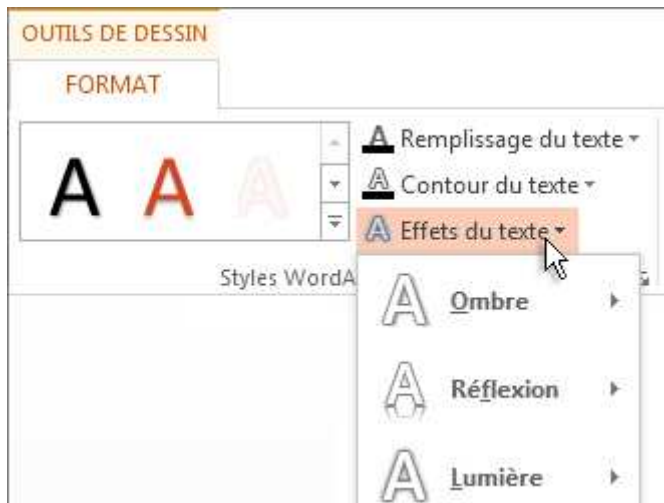 OUTILS DE DESSIN
FORMAT
A A A
Remplissage du texte
Contour du texte
Effets du texte
Styles WordA
Ombre
Réflexion
Lumière